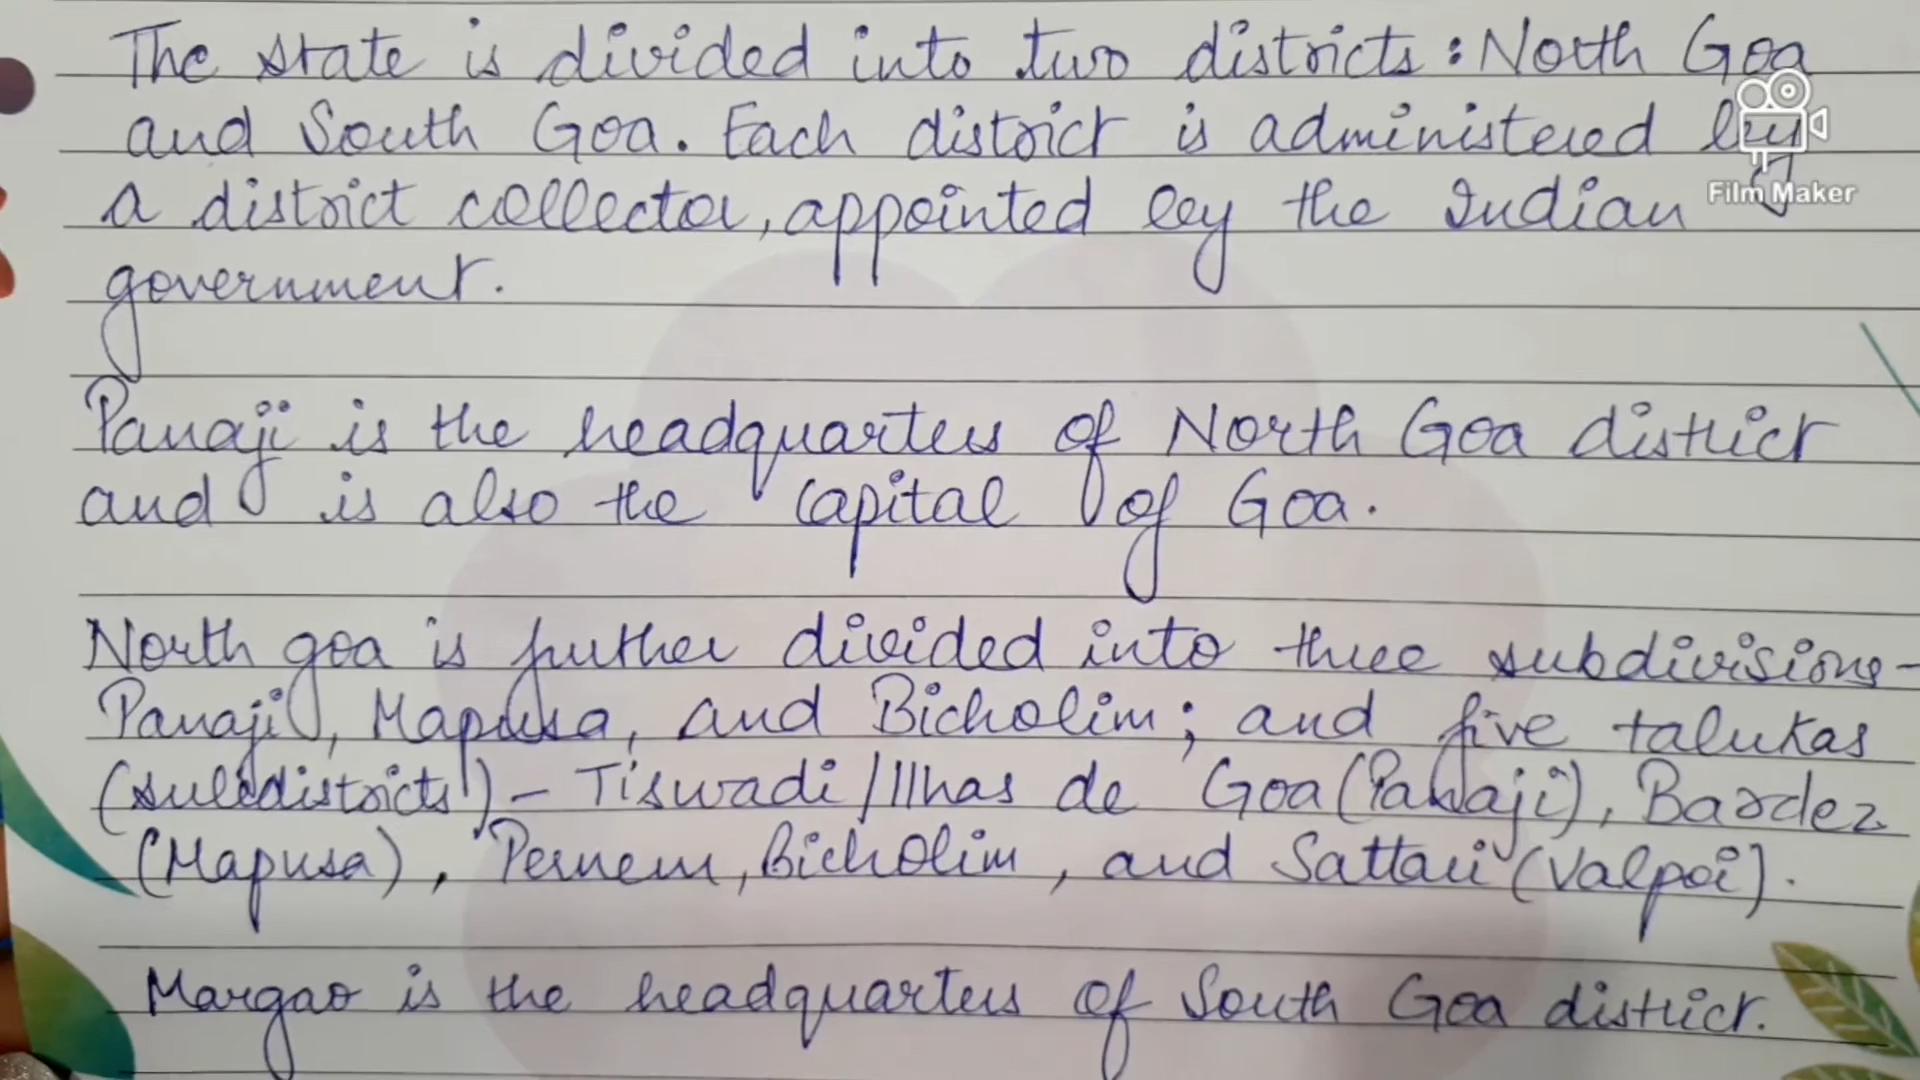 The state is divided into two districts: North Goa
and South Goa. Each district is administered by
a district collector, appointed by the Indian
Film Maker
government.
Panaji is the headquarters of North Goa district
and is also the capital of Goa.
North goa is further divided into three subdivisions-
Panaji, Mapusa, and Bicholim; and five talukas
(subdistricts) - Tiswadi/Ilhas de Goa (Panaji), Bardez
(Mapusa), Pernem, Bicholim, and Sattari (Valpoi).
Margao is the headquarters of South Goa district.